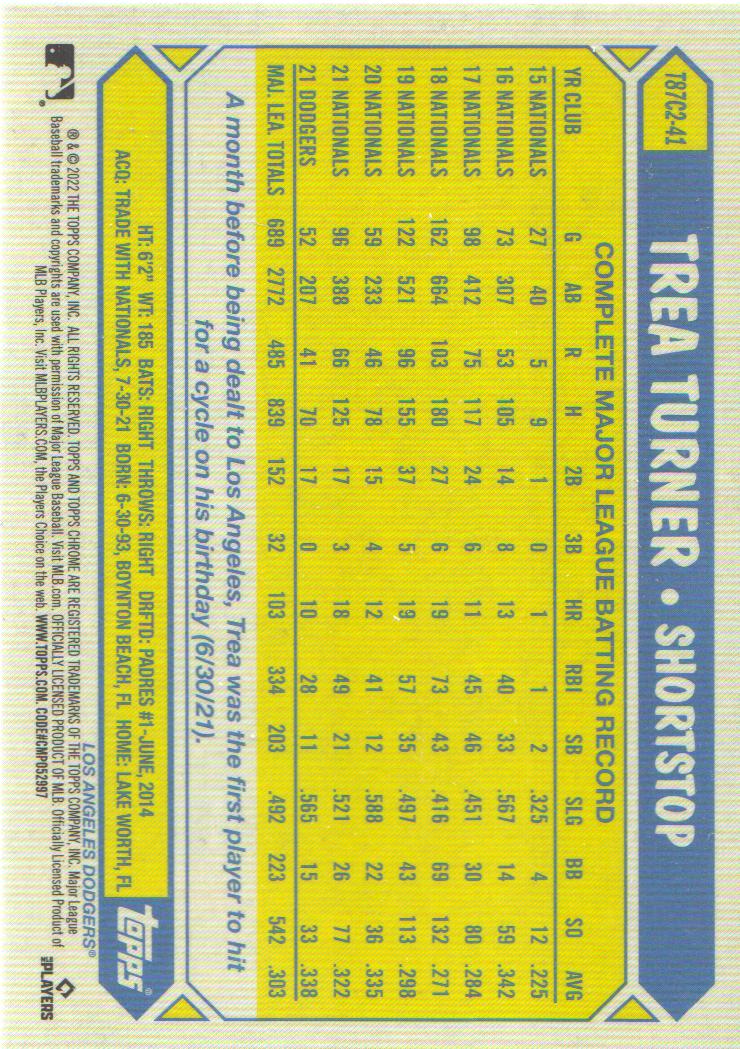 T87C2-41
TREA TURNER • SHORTSTOP
COMPLETE MAJOR LEAGUE BATTING RECORD
YR CLUB G AB R H 2B 3B HR RBI SB SLG BB SO AVG
15 NATIONALS 27 40 5 9 1 0 1 1 2 .325 4 12 .225
16 NATIONALS 73 307 53 105 14 8 13 40 33 .567 14 59 .342
17 NATIONALS 98 412 75 117 24 6 11 45 46 .451 30 80 .284
18 NATIONALS 162 664 103 180 27 6 19 73 43 .416 69 132 .271
19 NATIONALS 122 521 96 155 37 5 19 57 35 .497 43 113 .298
20 NATIONALS 59 233 46 78 15 4 12 41 12 .588 22 36 .335
21 NATIONALS 96 388 66 125 17 3 18 49 21 .521 26 77 .322
21 DODGERS 52 207 41 70 17 0 10 28 11 .565 15 33 .338
MAJ. LEA. TOTALS 689 2772 485 839 152 32 103 334 203 .492 223 542 .303
A month before being dealt to Los Angeles, Trea was the first player to hit
for a cycle on his birthday (6/30/21).
HT: 6'2" WT: 185 BATS: RIGHT THROWS: RIGHT DRFTD: PADRES #1-JUNE, 2014
ACQ: TRADE WITH NATIONALS, 7-30-21 BORN: 6-30-93, BOYNTON BEACH, FL HOME: LAKE WORTH, FL
topps®
LOS ANGELES DODGERS®
® & © 2022 THE TOPPS COMPANY, INC. ALL RIGHTS RESERVED. TOPPS AND TOPPS CHROME ARE REGISTERED TRADEMARKS OF THE TOPPS COMPANY, INC. Major League
Baseball trademarks and copyrights are used with permission of Major League Baseball. Visit MLB.com. OFFICIALLY LICENSED PRODUCT OF MLB. Officially Licensed Product of
MLB Players, Inc. Visit MLBPLAYERS.COM, the Players Choice on the web. WWW.TOPPS.COM. CODE#CMP052997
MLBPLAYERS